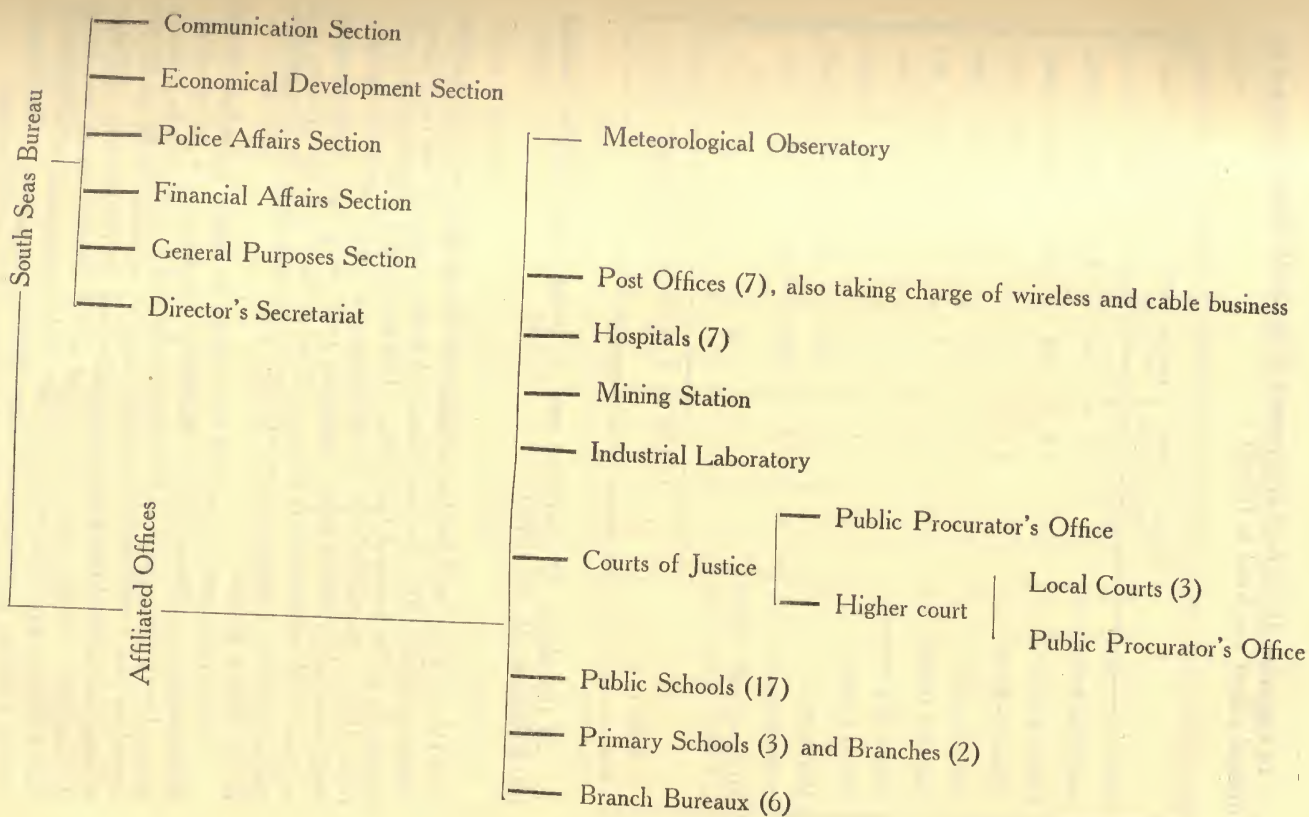 South Seas Bureau
Communication Section
Economical Development Section
Police Affairs Section
Financial Affairs Section
General Purposes Section
Director's Secretariat
Affiliated Offices
Meteorological Observatory
Post Offices (7), also taking charge of wireless and cable business
Hospitals (7)
Mining Station
Industrial Laboratory
Courts of Justice
Public Procurator's Office
Higher court
Local Courts (3)
Public Procurator's Office
Public Schools (17)
Primary Schools (3) and Branches (2)
Branch Bureaux (6)